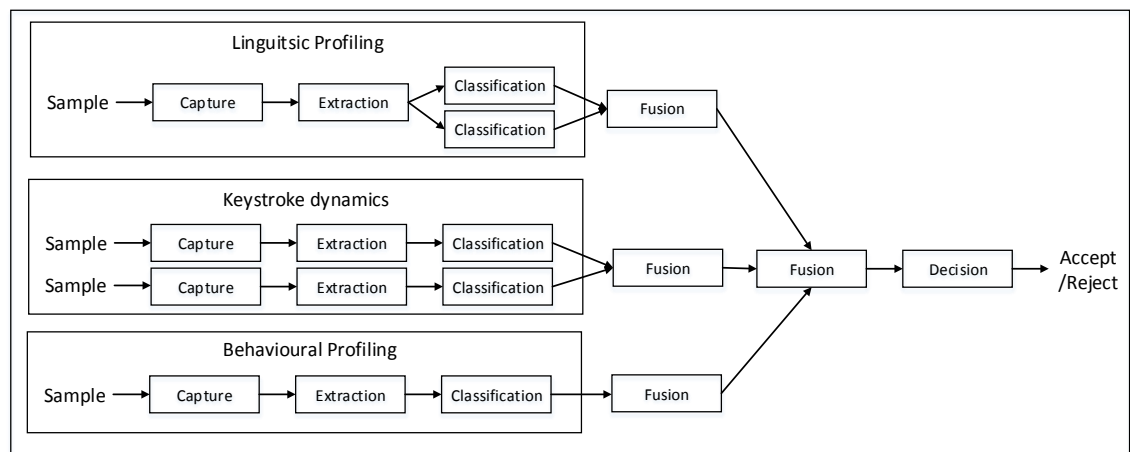 Linguitsic Profiling
Sample
Capture
Extraction
Classification
Classification
Fusion
Keystroke dynamics
Sample
Capture
Extraction
Classification
Sample
Capture
Extraction
Classification
Fusion
Fusion
Decision
Accept
/Reject
Behavioural Profiling
Sample
Capture
Extraction
Classification
Fusion